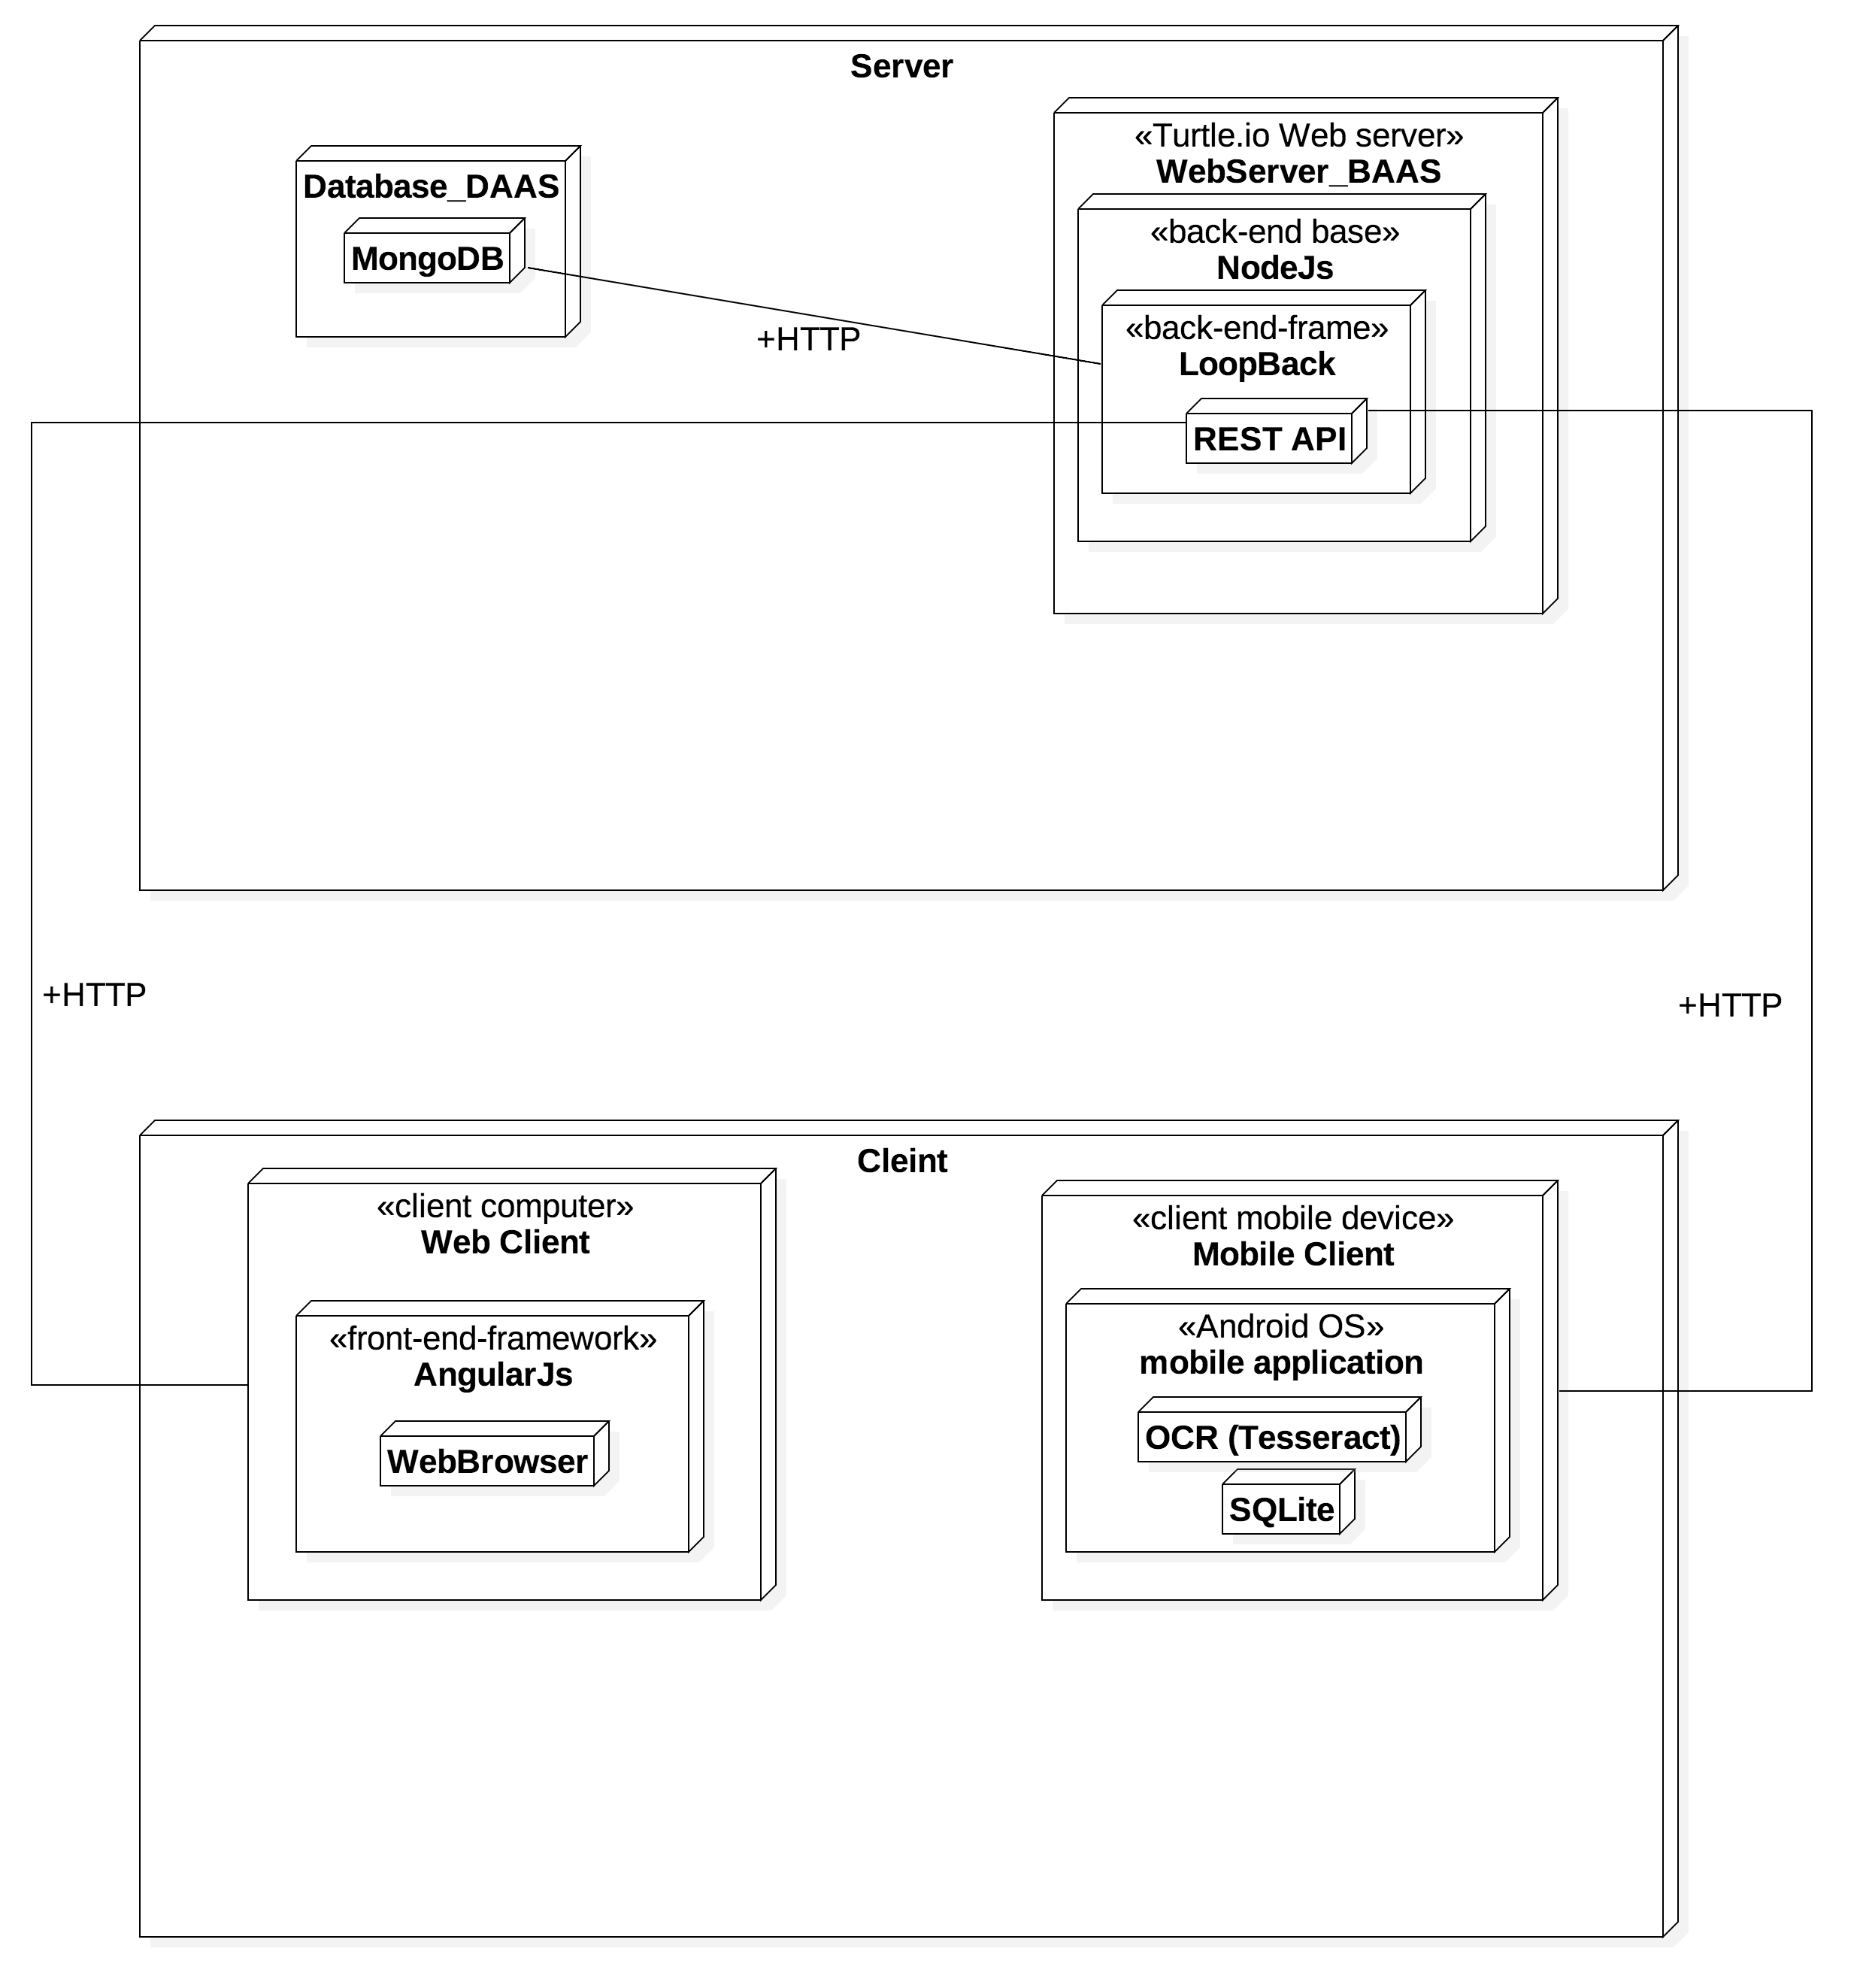 Server
«Turtle.io Web server»
WebServer_BAAS
Database_DAAS
MongoDB
«back-end base»
NodeJs
«back-end-frame»
LoopBack
+HTTP
REST API
+HTTP
+HTTP
Cleint
«client computer»
Web Client
«front-end-framework»
AngularJs
WebBrowser
«client mobile device»
Mobile Client
«Android OS»
mobile application
OCR (Tesseract)
SQLite